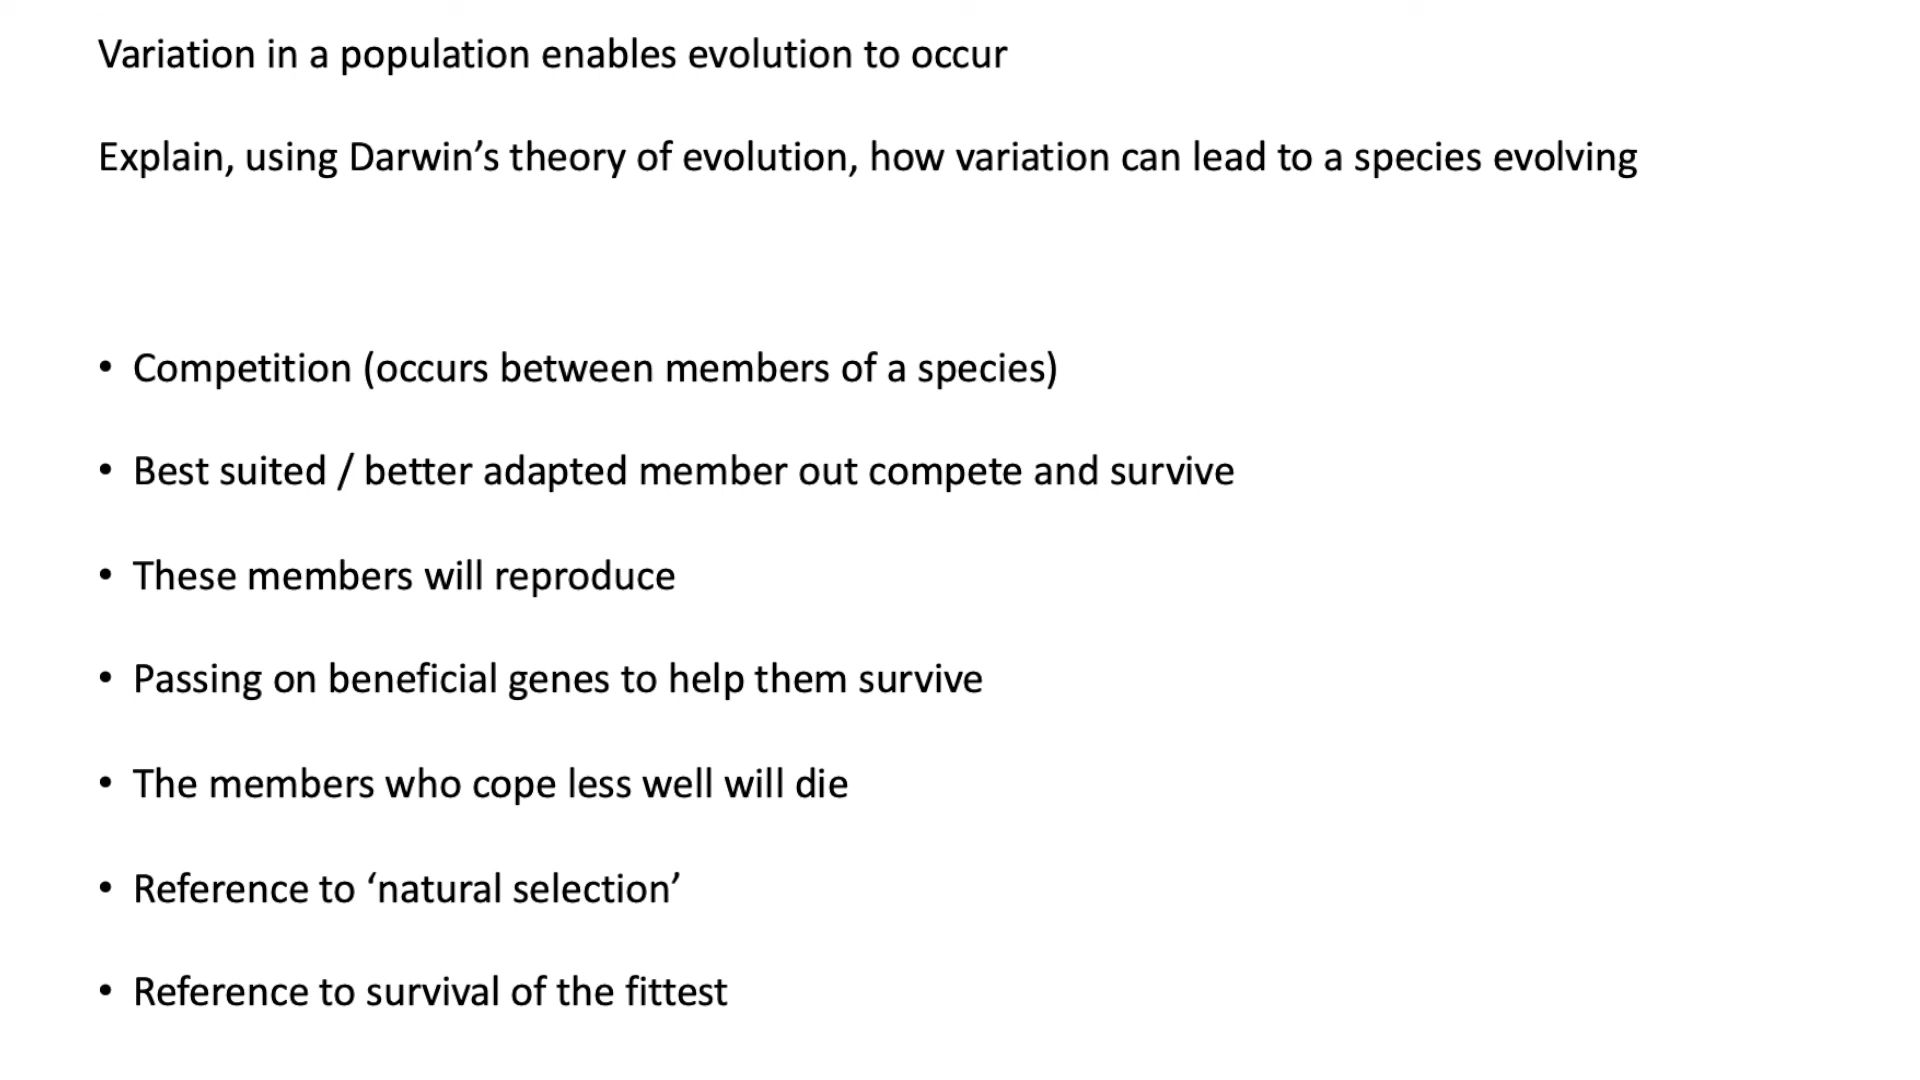 Variation in a population enables evolution to occur
Explain, using Darwin’s theory of evolution, how variation can lead to a species evolving
• Competition (occurs between members of a species)
• Best suited / better adapted member out compete and survive
• These members will reproduce
• Passing on beneficial genes to help them survive
• The members who cope less well will die
• Reference to ‘natural selection’
• Reference to survival of the fittest